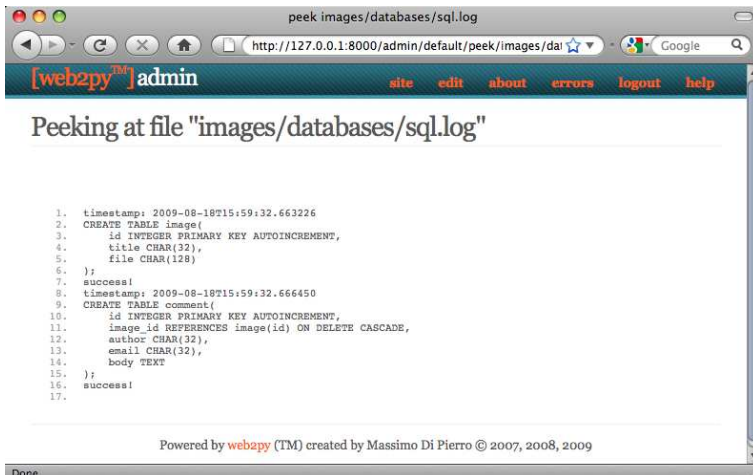 peek images/databases/sql.log
http://127.0.0.1:8000/admin/default/peek/images/dat
Google
[web2py™] admin
site edit about errors logout help
Peeking at file "images/databases/sql.log"
1. timestamp: 2009-08-18T15:59:32.663226
2. CREATE TABLE image(
3. id INTEGER PRIMARY KEY AUTOINCREMENT,
4. title CHAR(32),
5. file CHAR(128)
6. );
7. success!
8. timestamp: 2009-08-18T15:59:32.666450
9. CREATE TABLE comment(
10. id INTEGER PRIMARY KEY AUTOINCREMENT,
11. image_id REFERENCES image(id) ON DELETE CASCADE,
12. author CHAR(32),
13. email CHAR(32),
14. body TEXT
15. );
16. success!
17.
Powered by web2py (TM) created by Massimo Di Pierro © 2007, 2008, 2009
Done